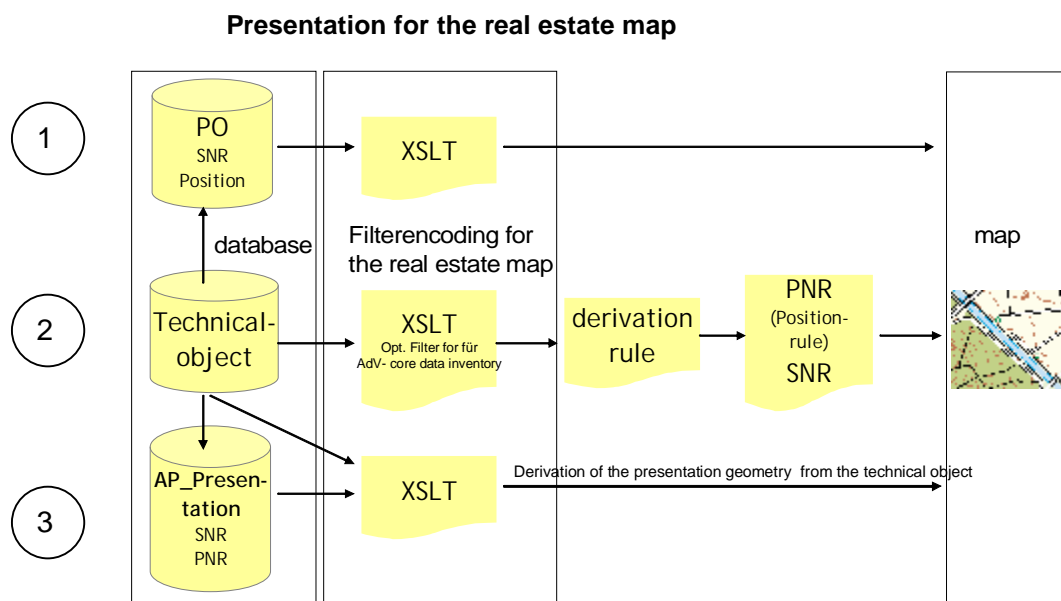 Presentation for the real estate map
1
PO
SNR
Position
XSLT
database
Filterencoding for
the real estate map
map
2
Technical-
object
XSLT
Opt. Filter for für
AdV- core data inventory
derivation
rule
PNR
(Position-
rule)
SNR
3
AP_Presen-
tation
SNR
PNR
XSLT
Derivation of the presentation geometry from the technical object